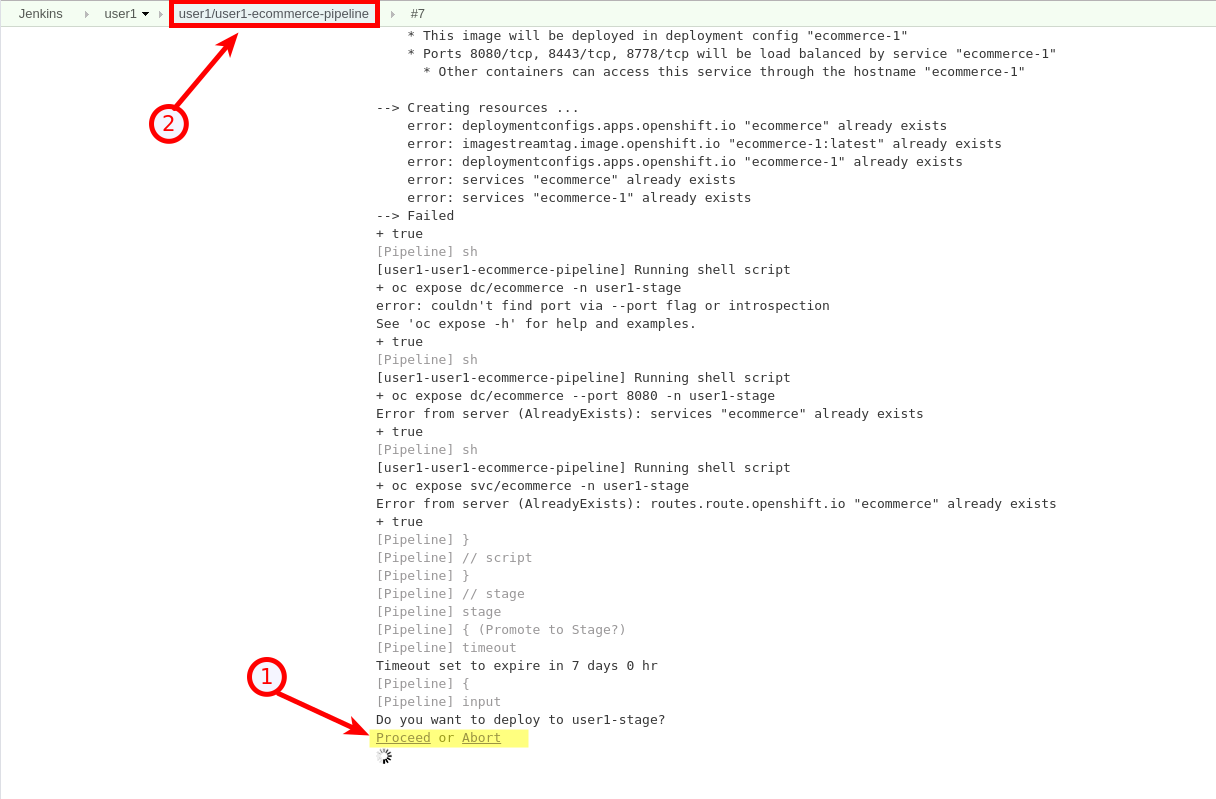 Jenkins user1 user1/user1-ecommerce-pipeline #7
* This image will be deployed in deployment config "ecommerce-1"
* Ports 8080/tcp, 8443/tcp, 8778/tcp will be load balanced by service "ecommerce-1"
* Other containers can access this service through the hostname "ecommerce-1"
--> Creating resources ...
2
error: deploymentconfigs.apps.openshift.io "ecommerce" already exists
error: imagestreamtag.image.openshift.io "ecommerce-1:latest" already exists
error: deploymentconfigs.apps.openshift.io "ecommerce-1" already exists
error: services "ecommerce" already exists
error: services "ecommerce-1" already exists
--> Failed
+ true
[Pipeline] sh
[user1-user1-ecommerce-pipeline] Running shell script
+ oc expose dc/ecommerce -n user1-stage
error: couldn't find port via --port flag or introspection
See 'oc expose -h' for help and examples.
+ true
[Pipeline] sh
[user1-user1-ecommerce-pipeline] Running shell script
+ oc expose dc/ecommerce --port 8080 -n user1-stage
Error from server (AlreadyExists): services "ecommerce" already exists
+ true
[Pipeline] sh
[user1-user1-ecommerce-pipeline] Running shell script
+ oc expose svc/ecommerce -n user1-stage
Error from server (AlreadyExists): routes.route.openshift.io "ecommerce" already exists
+ true
[Pipeline] }
[Pipeline] // script
[Pipeline] }
[Pipeline] // stage
[Pipeline] stage
[Pipeline] { (Promote to Stage?)
[Pipeline] timeout
Timeout set to expire in 7 days 0 hr
1
[Pipeline] {
[Pipeline] input
Do you want to deploy to user1-stage?
Proceed or Abort